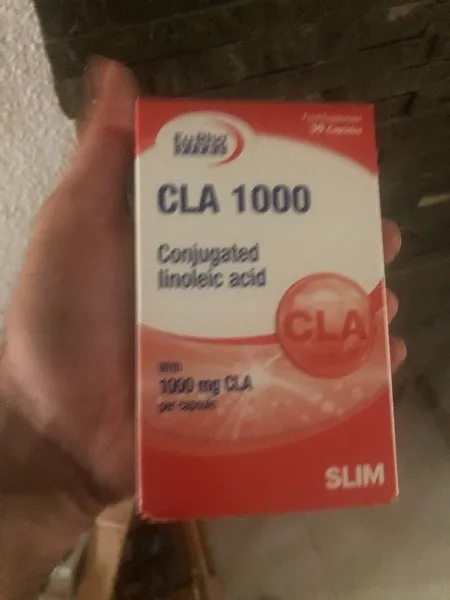 CLA 1000
Conjugated
linoleic acid
CLA
With
1000 mg CLA
per capsule
SLIM